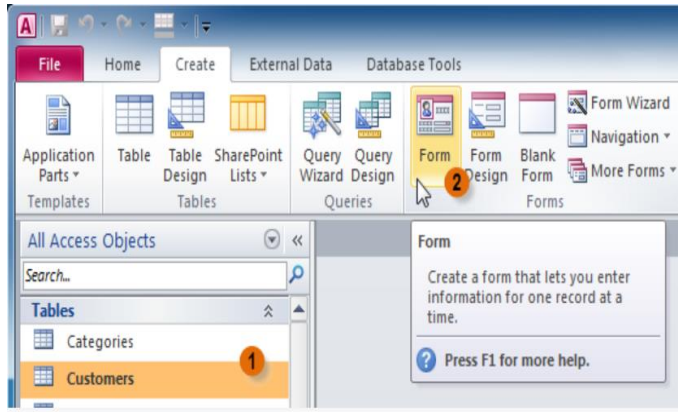 A
File Home Create External Data Database Tools
Application Parts
Table
Table Design
SharePoint Lists
Query Wizard
Query Design
Form
Form Design
Blank Form
Form Wizard
Navigation
More Forms
Templates Tables Queries Forms
2
All Access Objects
Search...
Tables
Categories
Customers
1
Form
Create a form that lets you enter
information for one record at a
time.
Press F1 for more help.